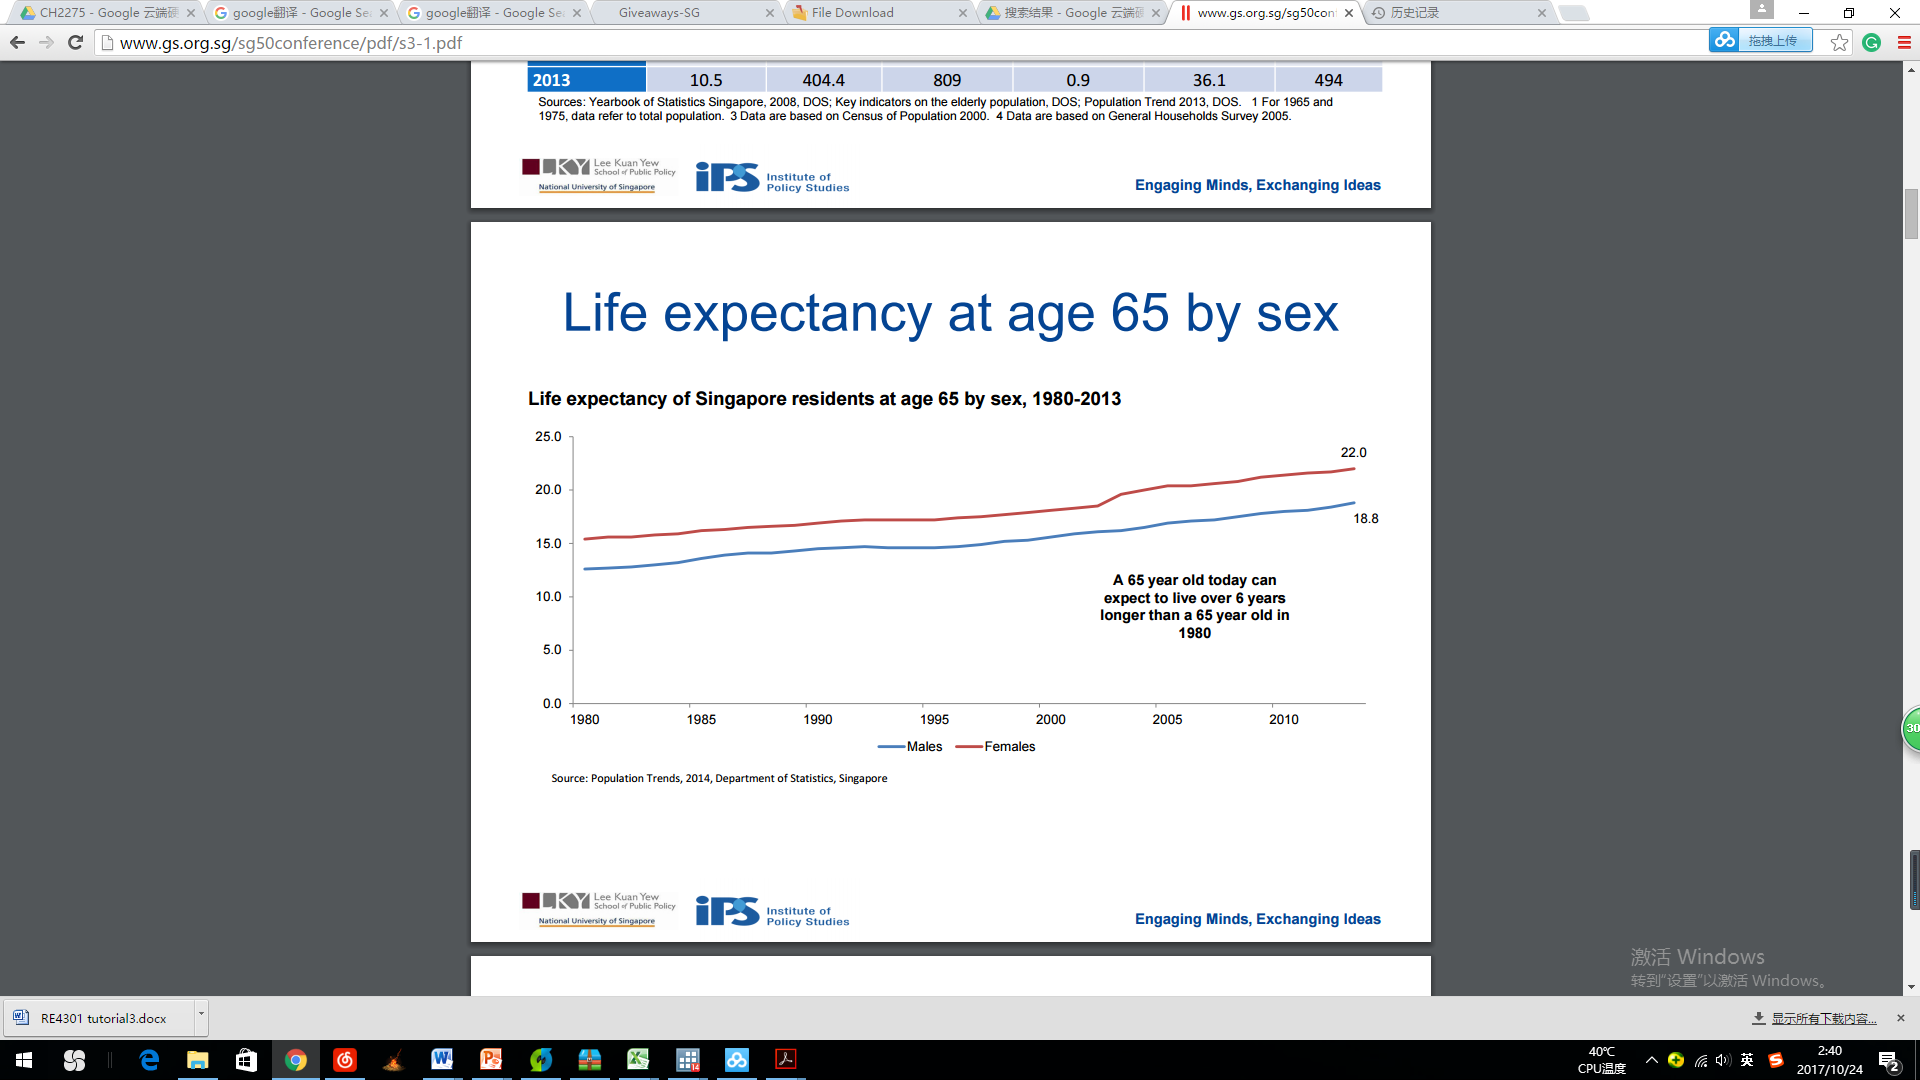 CH2275 - Google 云端硬
google翻译 - Google Se
google翻译 - Google Se
Giveaways-SG
File Download
搜索结果 - Google 云端硬
www.gs.org.sg/sg50con
历史记录
www.gs.org.sg/sg50conference/pdf/s3-1.pdf
拖拽上传
2013 10.5 404.4 809 0.9 36.1 494
Sources: Yearbook of Statistics Singapore, 2008, DOS; Key indicators on the elderly population, DOS; Population Trend 2013, DOS. 1 For 1965 and
1975, data refer to total population. 3 Data are based on Census of Population 2000. 4 Data are based on General Households Survey 2005.
LKY Lee Kuan Yew
School of Public Policy
National University of Singapore
iPS Institute of
Policy Studies
Engaging Minds, Exchanging Ideas
Life expectancy at age 65 by sex
Life expectancy of Singapore residents at age 65 by sex, 1980-2013
25.0
22.0
20.0
18.8
15.0
A 65 year old today can
expect to live over 6 years
longer than a 65 year old in
1980
10.0
5.0
0.0
1980 1985 1990 1995 2000 2005 2010
Males Females
Source: Population Trends, 2014, Department of Statistics, Singapore
LKY Lee Kuan Yew
School of Public Policy
National University of Singapore
iPS Institute of
Policy Studies
Engaging Minds, Exchanging Ideas
30
激活 Windows
转到“设置”以激活 Windows。
RE4301 tutorial3.docx
显示所有下载内容...
40℃
CPU温度
英
2:40
2017/10/24
2